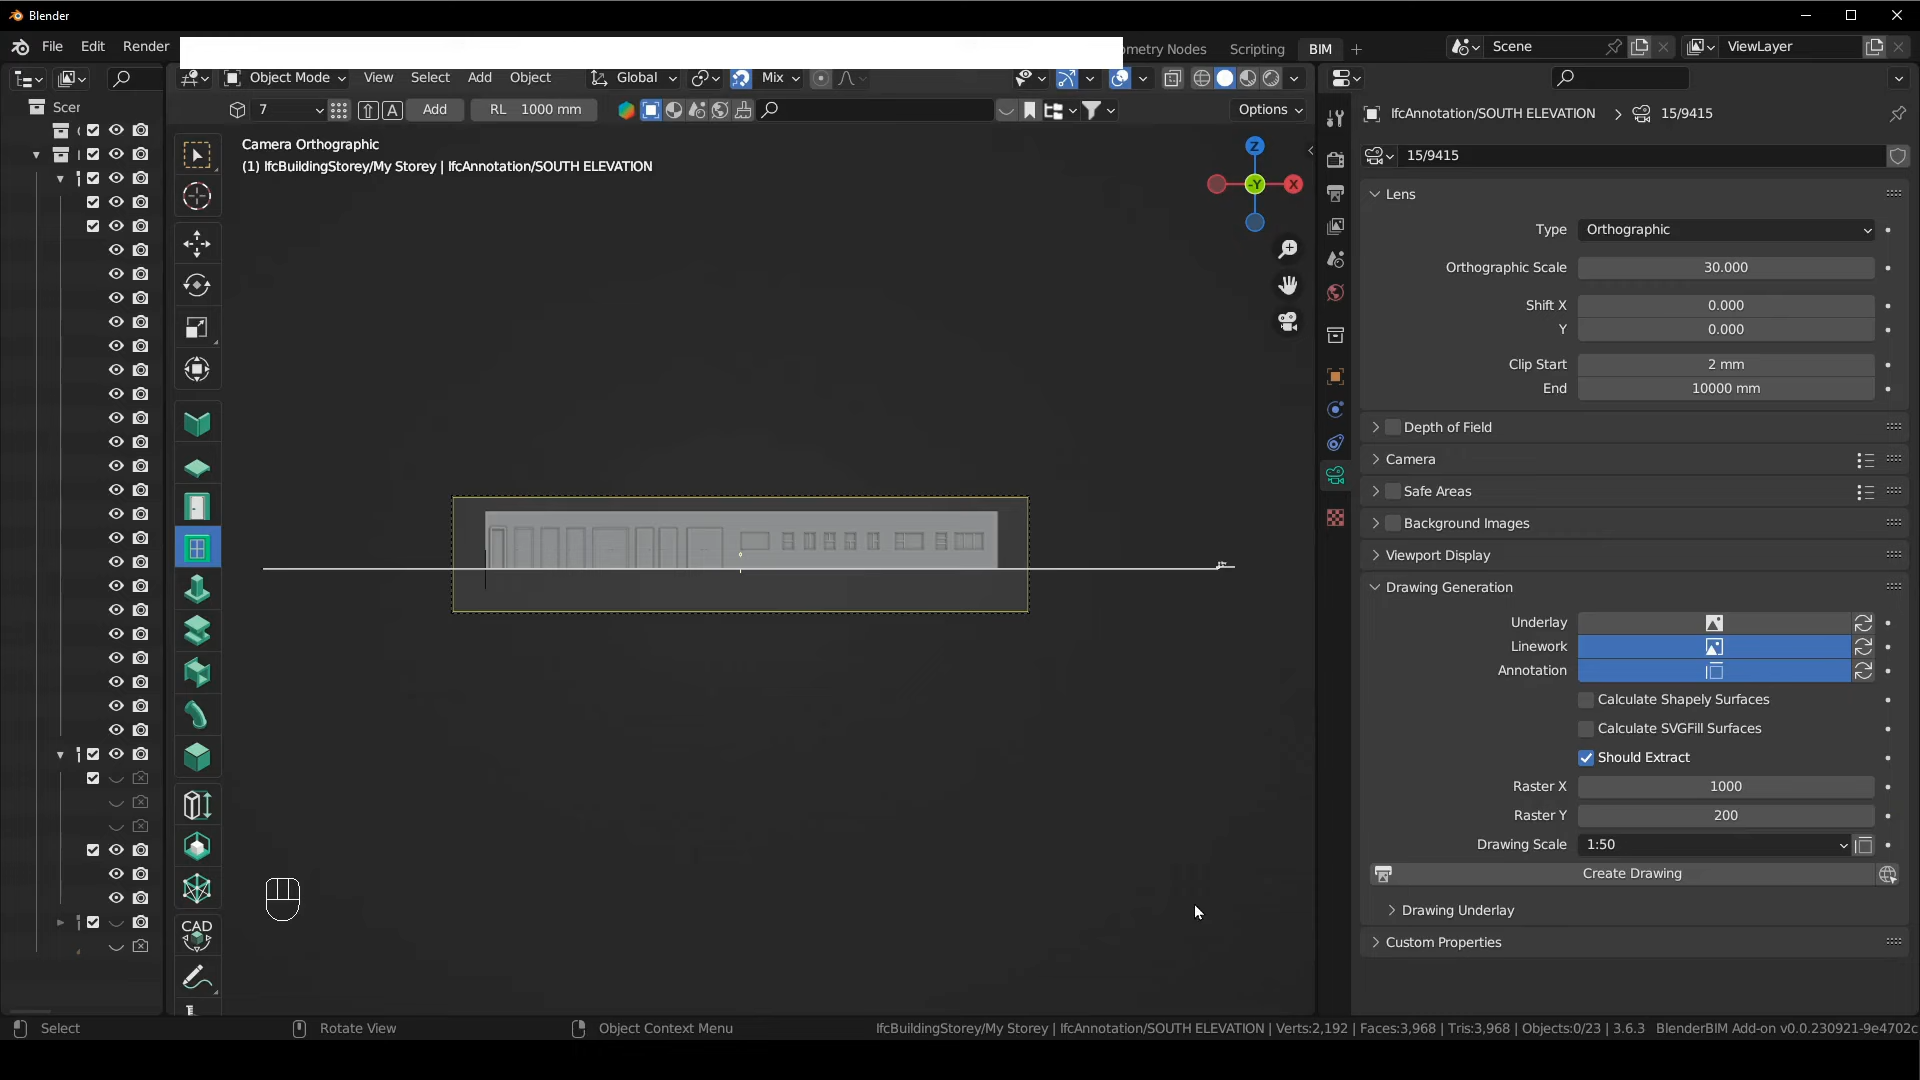 Blender
File Edit Render
ometry Nodes Scripting BIM
Scene
ViewLayer
Object Mode View Select Add Object
Global
Mix
7
A
Add
RL 1000 mm
Options
Scer
Camera Orthographic
(1) IfcBuildingStorey/My Storey | IfcAnnotation/SOUTH ELEVATION
Z
-Y
X
CAD
IfcAnnotation/SOUTH ELEVATION
15/9415
15/9415
Lens
Type Orthographic
Orthographic Scale 30.000
Shift X 0.000
Y 0.000
Clip Start 2 mm
End 10000 mm
Depth of Field
Camera
Safe Areas
Background Images
Viewport Display
Drawing Generation
Underlay
Linework
Annotation
Calculate Shapely Surfaces
Calculate SVGFill Surfaces
Should Extract
Raster X 1000
Raster Y 200
Drawing Scale 1:50
Create Drawing
Drawing Underlay
Custom Properties
Select Rotate View Object Context Menu
IfcBuildingStorey/My Storey | IfcAnnotation/SOUTH ELEVATION | Verts:2,192 | Faces:3,968 | Tris:3,968 | Objects:0/23 | 3.6.3 BlenderBIM Add-on v0.0.230921-9e4702c